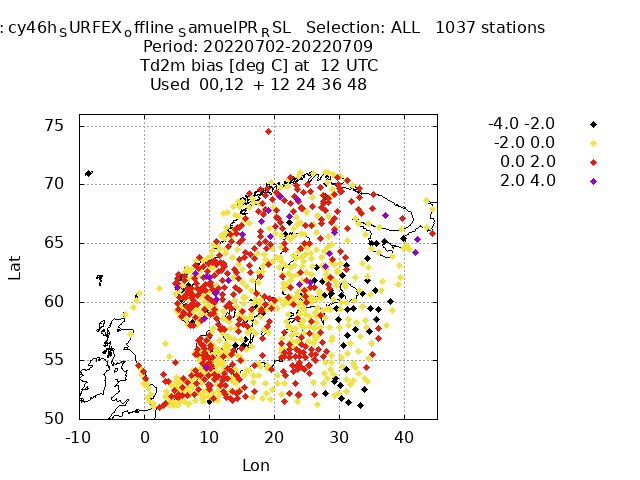 : cy46h_SURFEX_offline_SamuelPR_RSL Selection: ALL 1037 stations
Period: 20220702-20220709
Td2m bias [deg C] at 12 UTC
Used 00,12 + 12 24 36 48
-4.0 -2.0
-2.0 0.0
0.0 2.0
2.0 4.0
75
70
65
60
55
50
Lat
-10 0 10 20 30 40
Lon